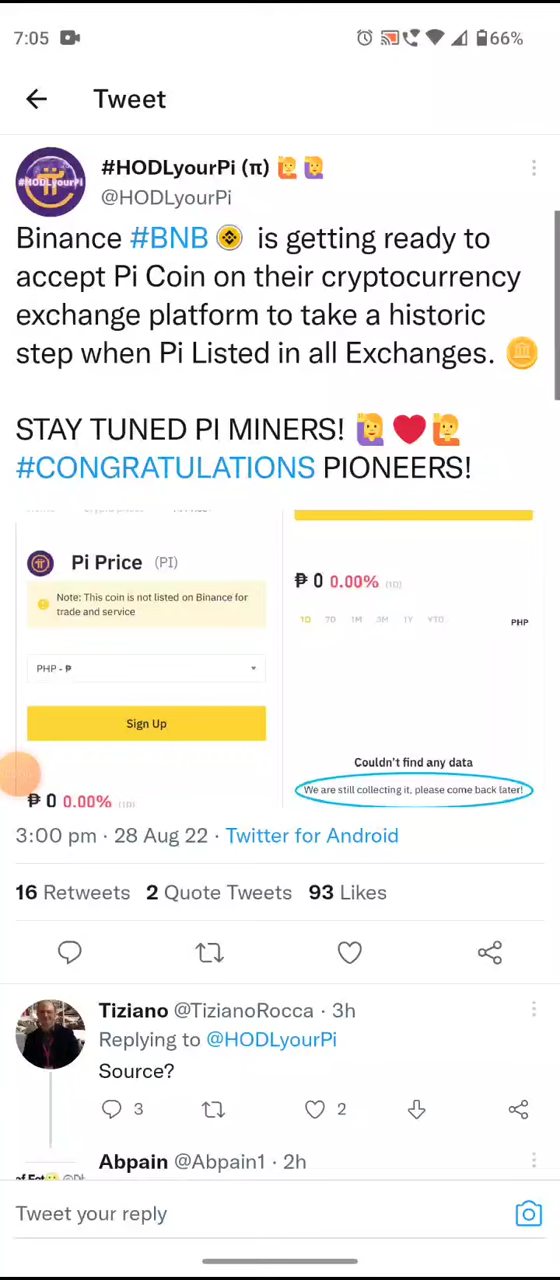 7:05
66%
Tweet
#HODLyourPi
#HODLyourPi (π) 🙋 🙋‍♀️
@HODLyourPi
Binance #BNB is getting ready to
accept Pi Coin on their cryptocurrency
exchange platform to take a historic
step when Pi Listed in all Exchanges.
STAY TUNED PI MINERS! 🙋‍♀️ ❤️ 🙋
#CONGRATULATIONS PIONEERS!
Pi Price (PI)
Note: This coin is not listed on Binance for
trade and service
PHP - ₱
Sign Up
₱ 0 0.00% (1D)
₱ 0 0.00% (1D)
1D 7D 1M 3M 1Y YTD
PHP
Couldn't find any data
We are still collecting it, please come back later!
3:00 pm · 28 Aug 22 · Twitter for Android
16 Retweets 2 Quote Tweets 93 Likes
Tiziano @TizianoRocca · 3h
Replying to @HODLyourPi
Source?
3 2
Abpain @Abpain1 · 2h
Tweet your reply